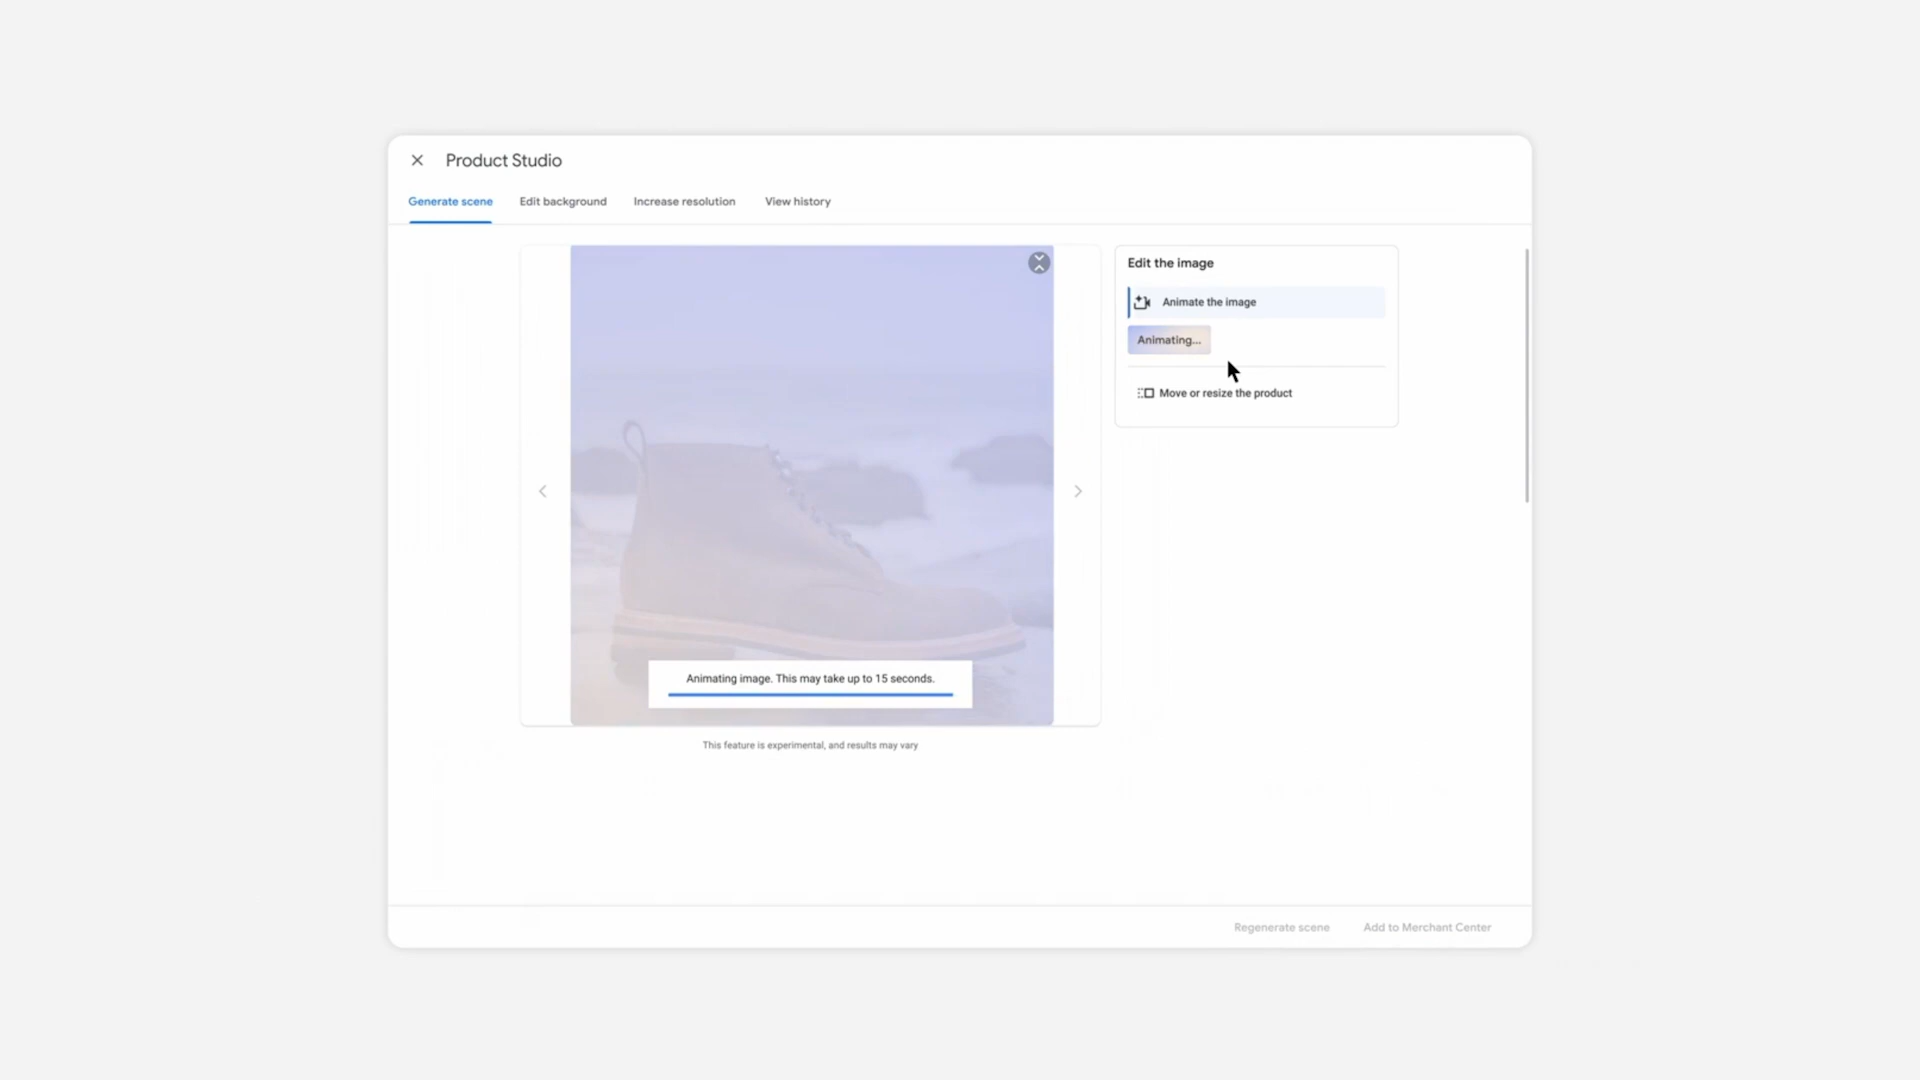 Product Studio
Generate scene
Edit background
Increase resolution
View history
Edit the image
Animate the image
Animating...
Move or resize the product
Animating image. This may take up to 15 seconds.
This feature is experimental, and results may vary
Regenerate scene
Add to Merchant Center